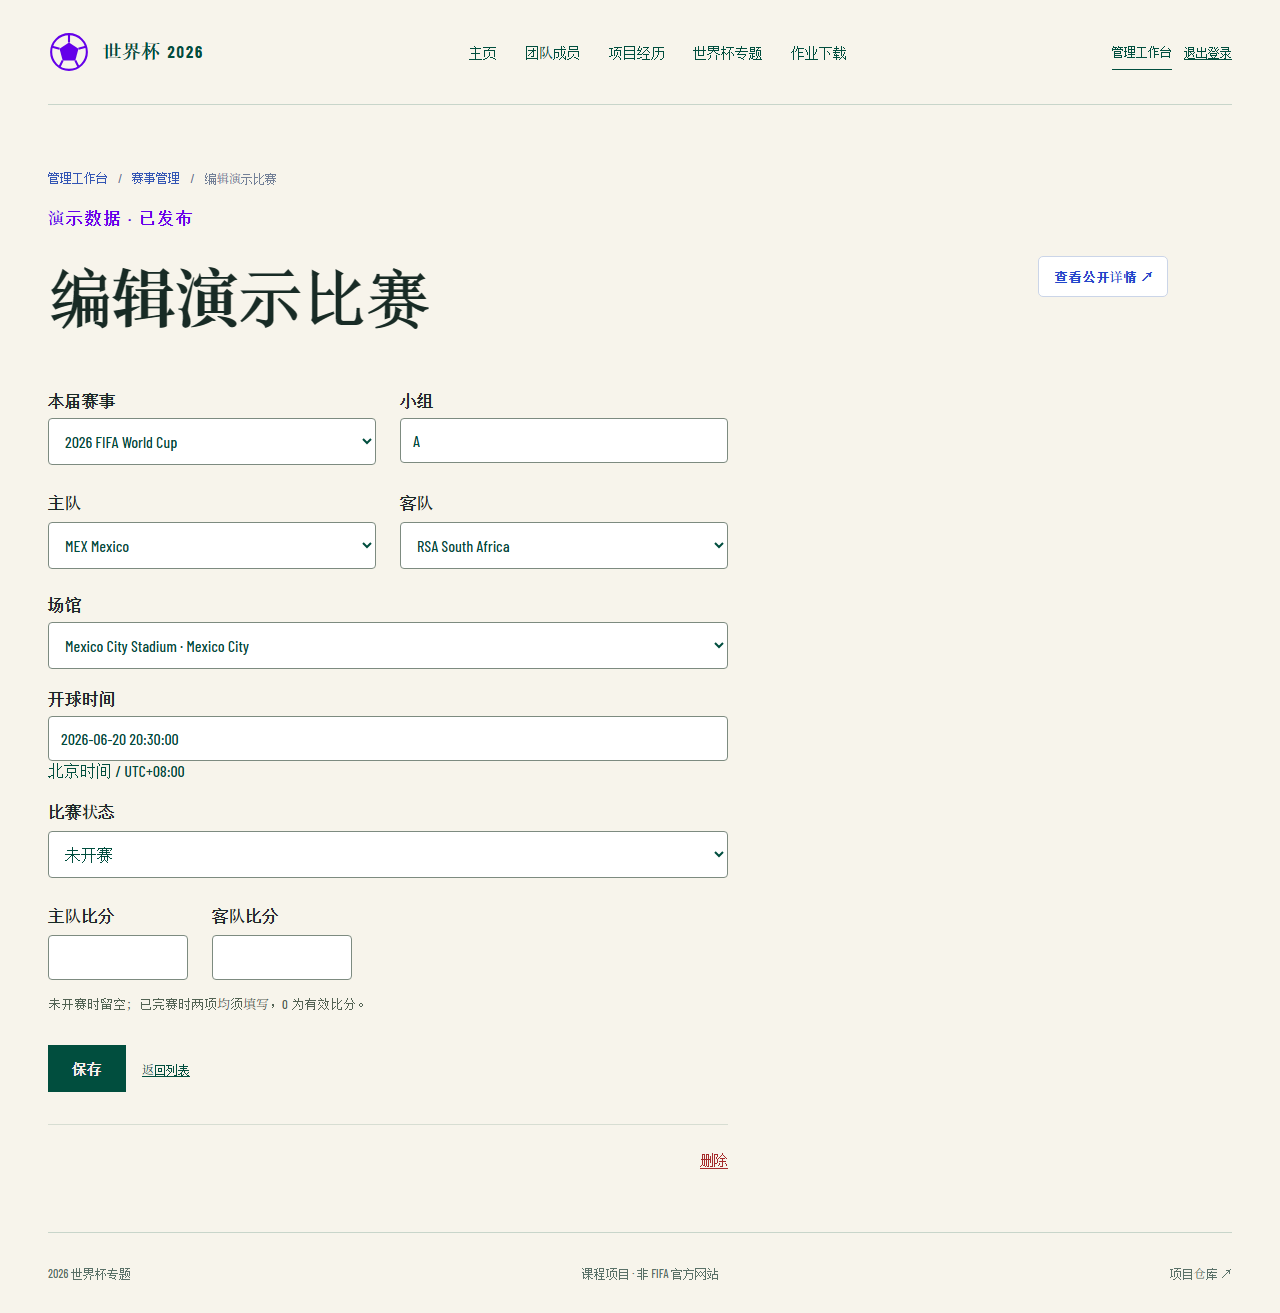 世界杯 2026
主页 团队成员 项目经历 世界杯专题 作业下载
管理工作台 退出登录
管理工作台 / 赛事管理 / 编辑演示比赛
演示数据 · 已发布
编辑演示比赛
查看公开详情 ↗
本届赛事 小组
2026 FIFA World Cup A
主队 客队
MEX Mexico RSA South Africa
场馆
Mexico City Stadium · Mexico City
开球时间
2026-06-20 20:30:00
北京时间 / UTC+08:00
比赛状态
未开赛
主队比分 客队比分
未开赛时留空；已完赛时两项均须填写，0 为有效比分。
保存 返回列表
删除
2026 世界杯专题 课程项目 · 非 FIFA 官方网站 项目仓库 ↗